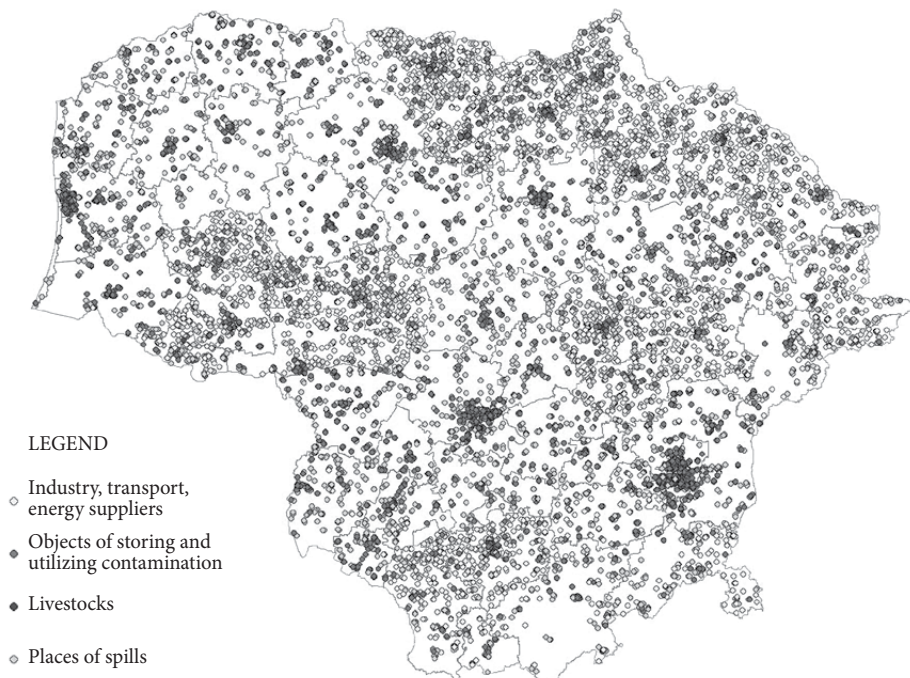 LEGEND
Industry, transport,
energy suppliers
Objects of storing and
utilizing contamination
Livestocks
Places of spills